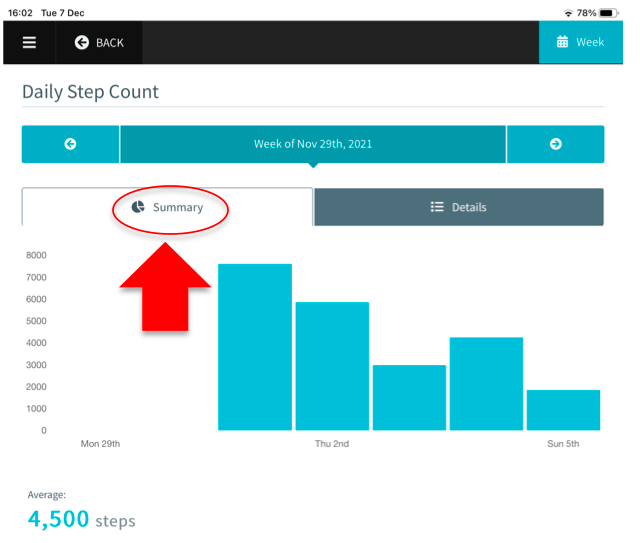 16:02 Tue 7 Dec 78%
BACK Week
Daily Step Count
Week of Nov 29th, 2021
Summary Details
8000
7000
6000
5000
4000
3000
2000
1000
0
Mon 29th Thu 2nd Sun 5th
Average:
4,500 steps